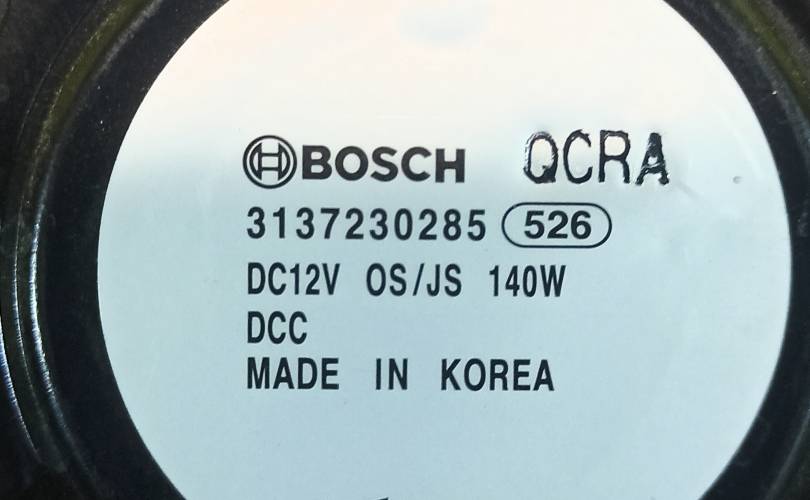 BOSCH QCRA
3137230285 526
DC12V OS/JS 140W
DCC
MADE IN KOREA